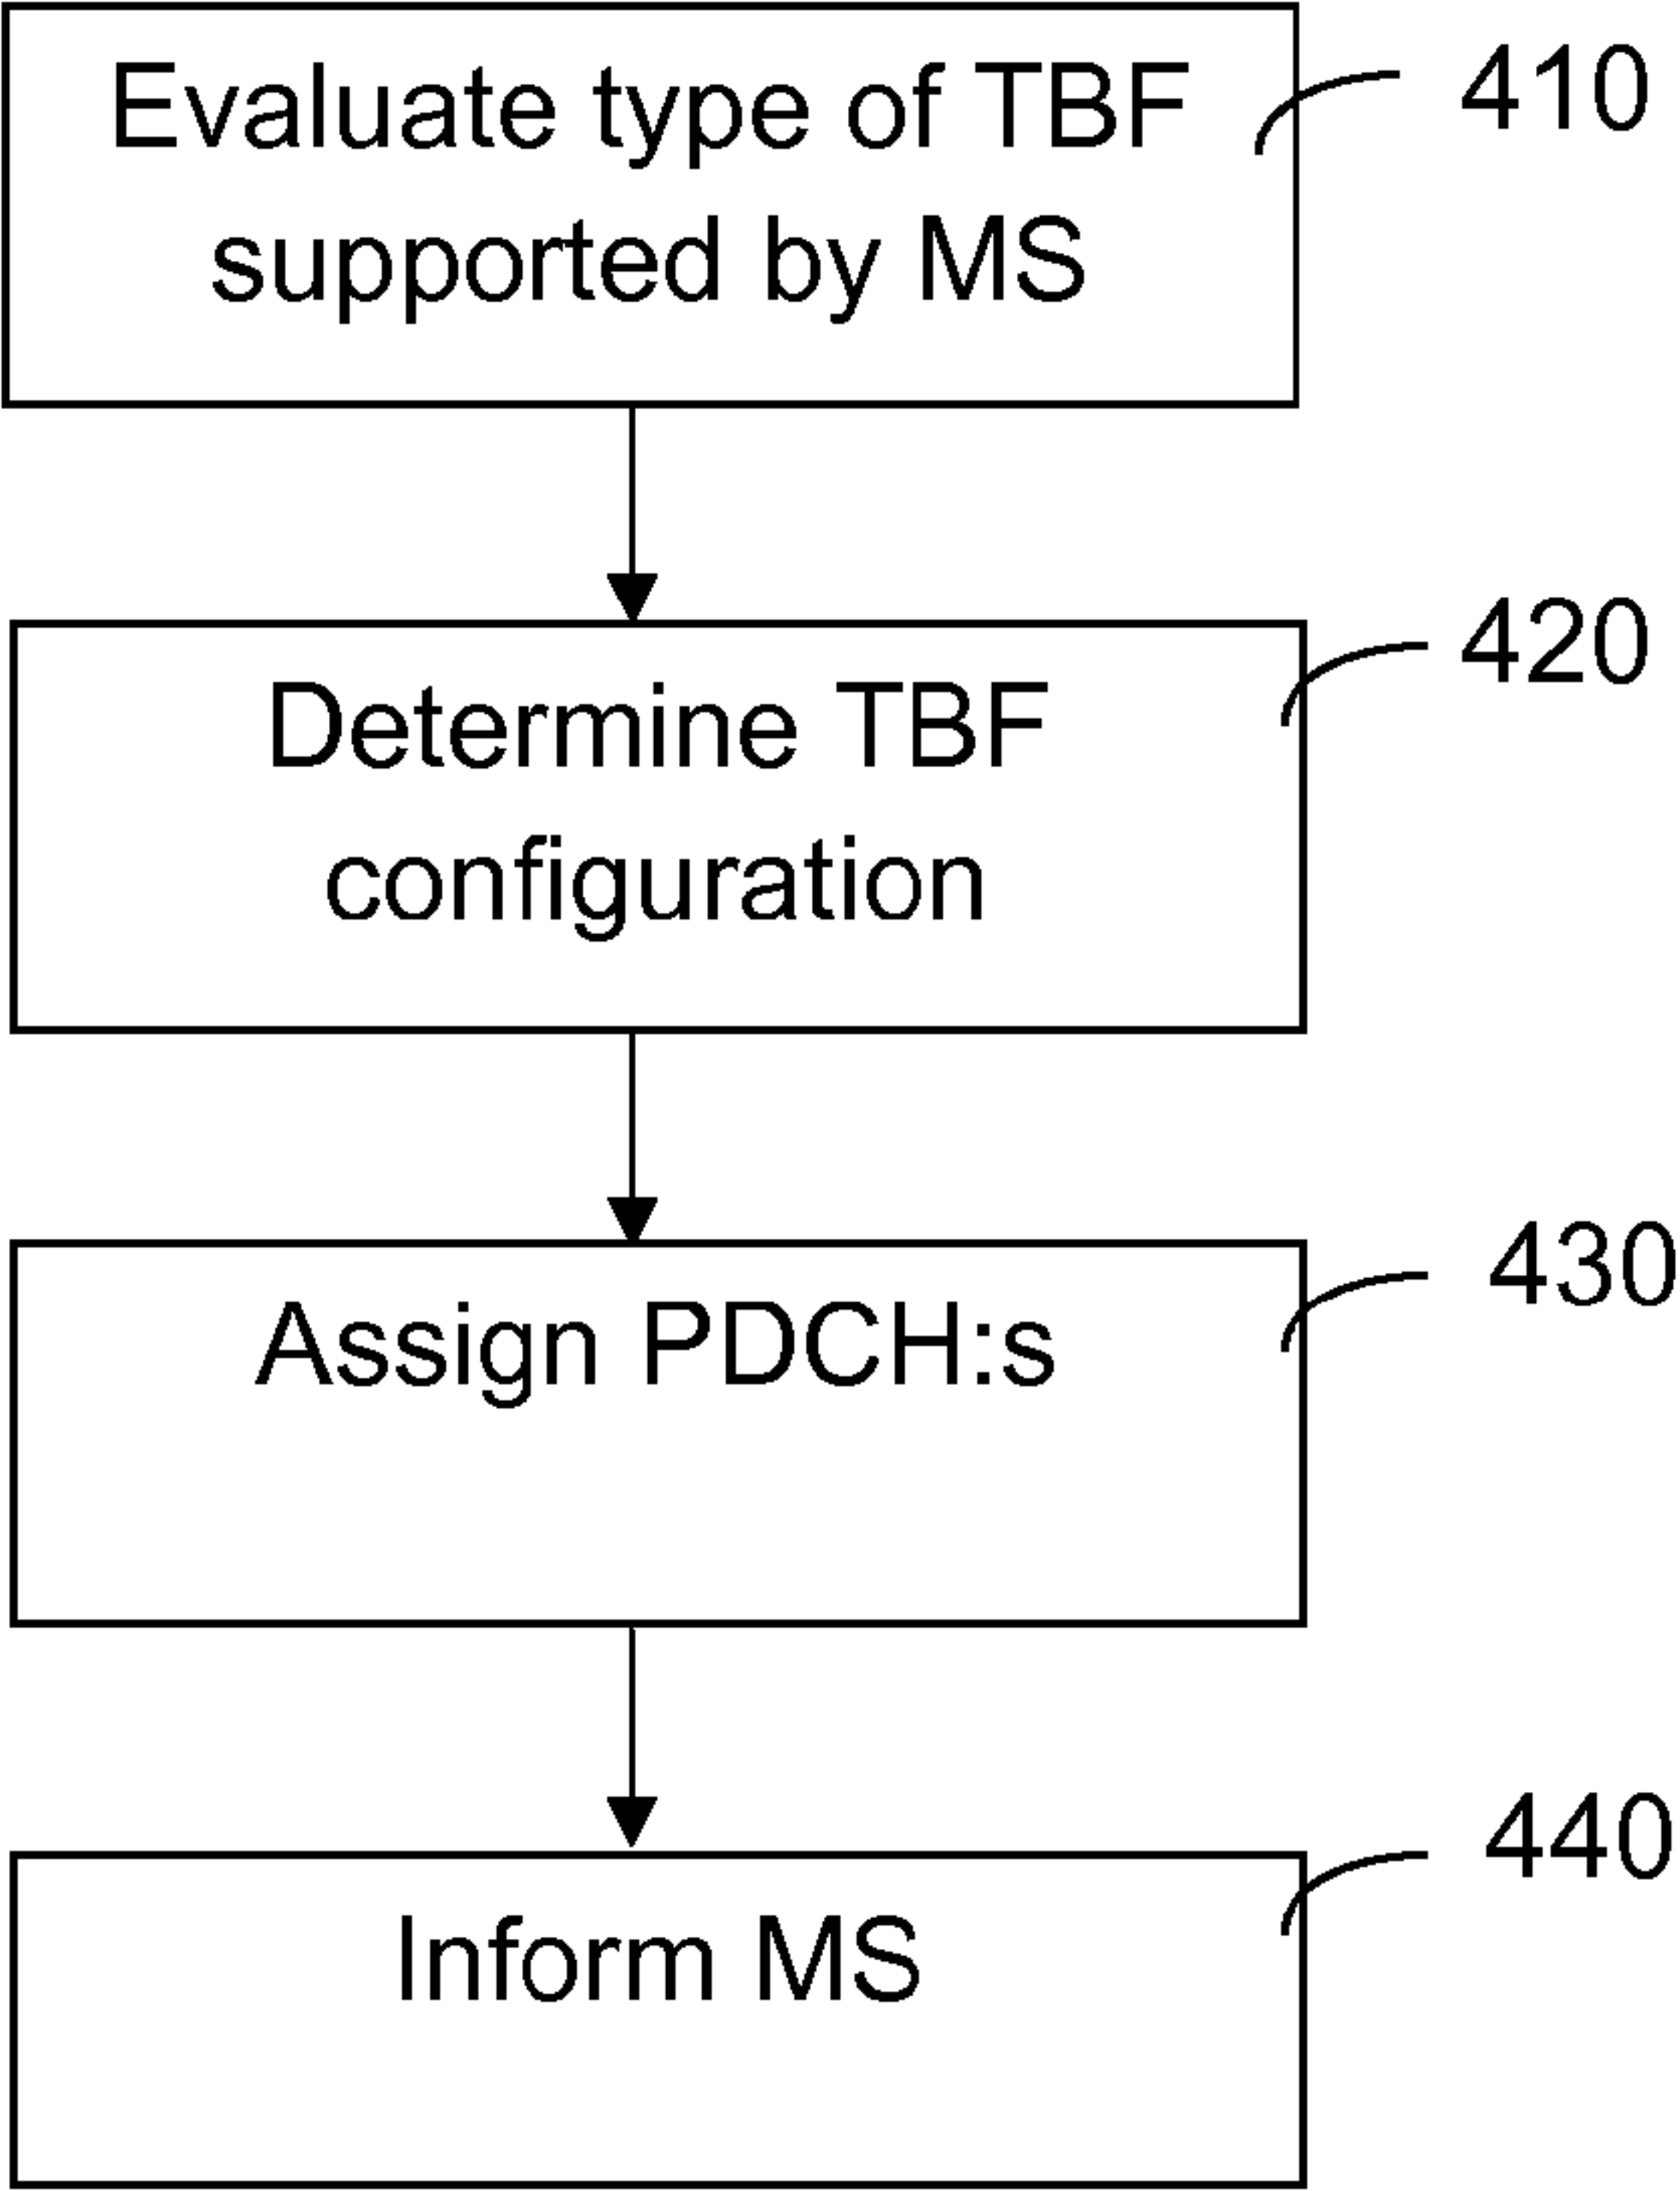 Evaluate type of TBF
supported by MS
410
Determine TBF
configuration
420
Assign PDCH:s
430
Inform MS
440